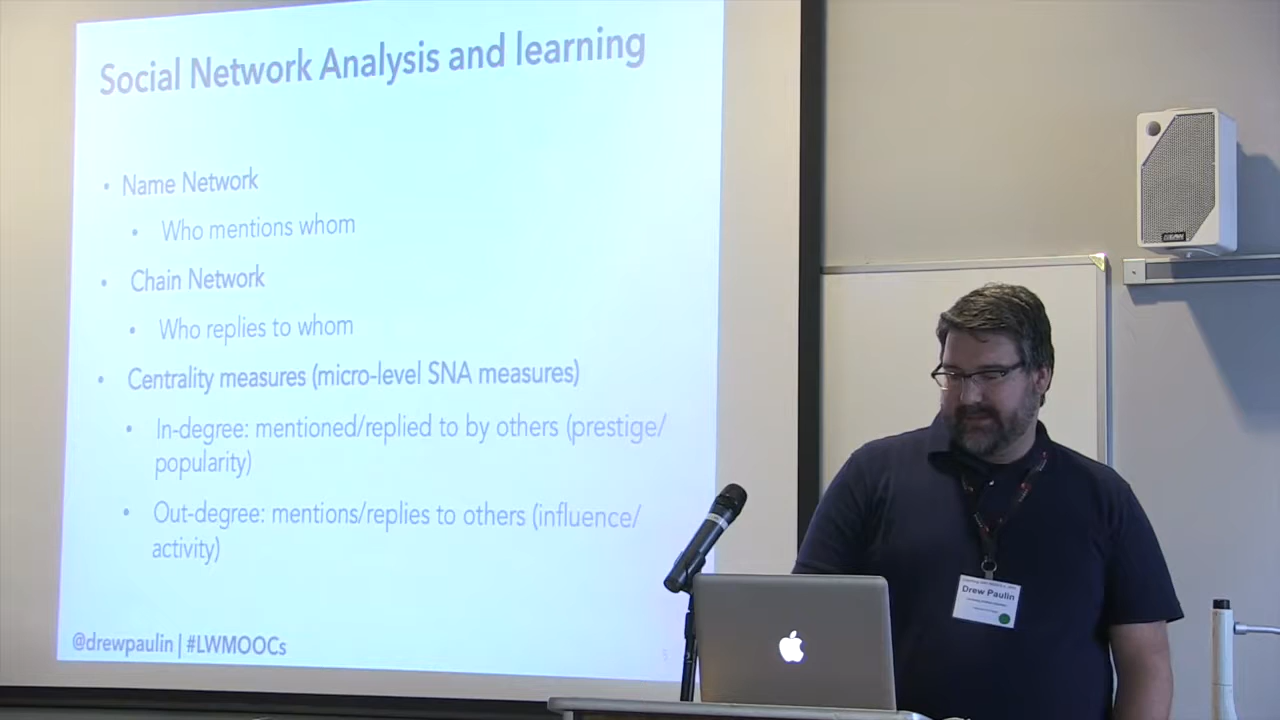 Social Network Analysis and learning
• Name Network
• Who mentions whom
• Chain Network
• Who replies to whom
• Centrality measures (micro-level SNA measures)
• In-degree: mentioned/replied to by others (prestige/
popularity)
• Out-degree: mentions/replies to others (influence/
activity)
@drewpaulin | #LWMOOCs
5
Drew Paulin